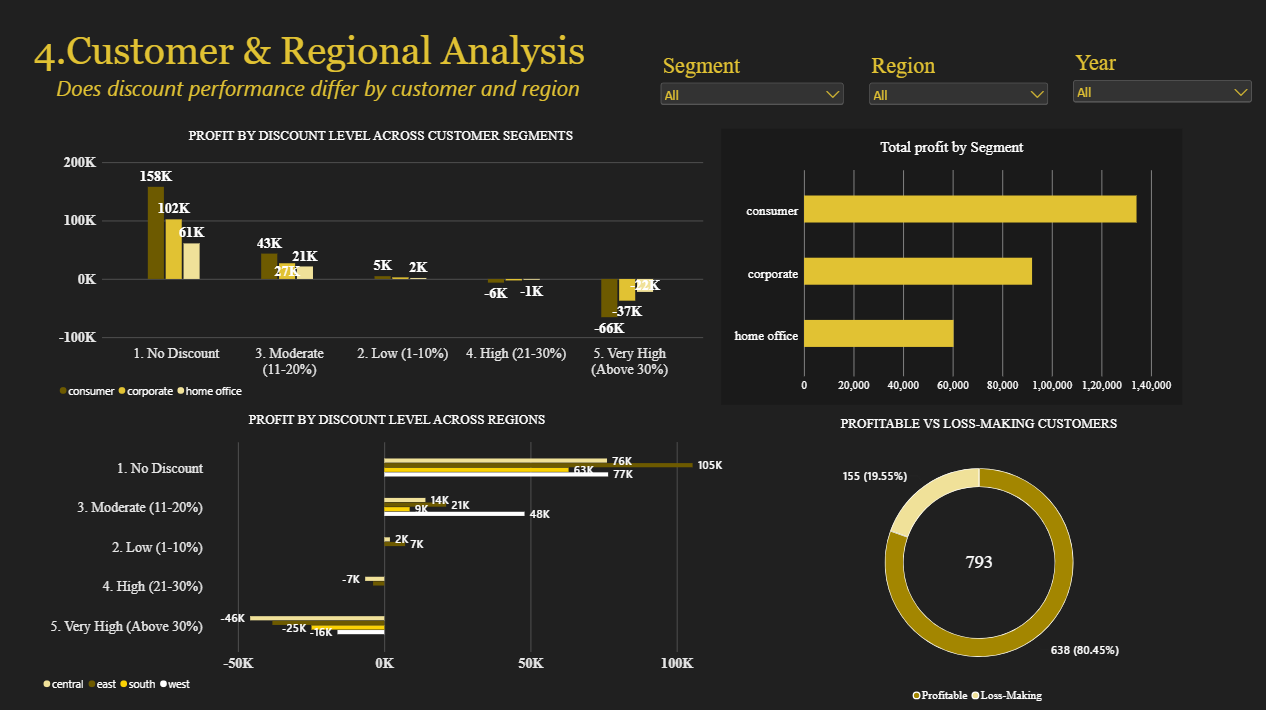 4.Customer & Regional Analysis
Does discount performance differ by customer and region
Segment
All
Region
All
Year
All
PROFIT BY DISCOUNT LEVEL ACROSS CUSTOMER SEGMENTS
200K
100K
0K
-100K
158K
102K
61K
43K
27K
21K
5K
2K
-6K
-1K
-66K
-37K
-22K
1. No Discount
3. Moderate
(11-20%)
2. Low (1-10%)
4. High (21-30%)
5. Very High
(Above 30%)
consumer corporate home office
Total profit by Segment
consumer
corporate
home office
0 20,000 40,000 60,000 80,000 1,00,000 1,20,000 1,40,000
PROFIT BY DISCOUNT LEVEL ACROSS REGIONS
1. No Discount
76K
105K
63K
77K
3. Moderate (11-20%)
14K
21K
9K
48K
2. Low (1-10%)
2K
7K
4. High (21-30%)
-7K
5. Very High (Above 30%)
-46K
-25K
-16K
-50K 0K 50K 100K
central east south west
PROFITABLE VS LOSS-MAKING CUSTOMERS
155 (19.55%)
793
638 (80.45%)
Profitable Loss-Making